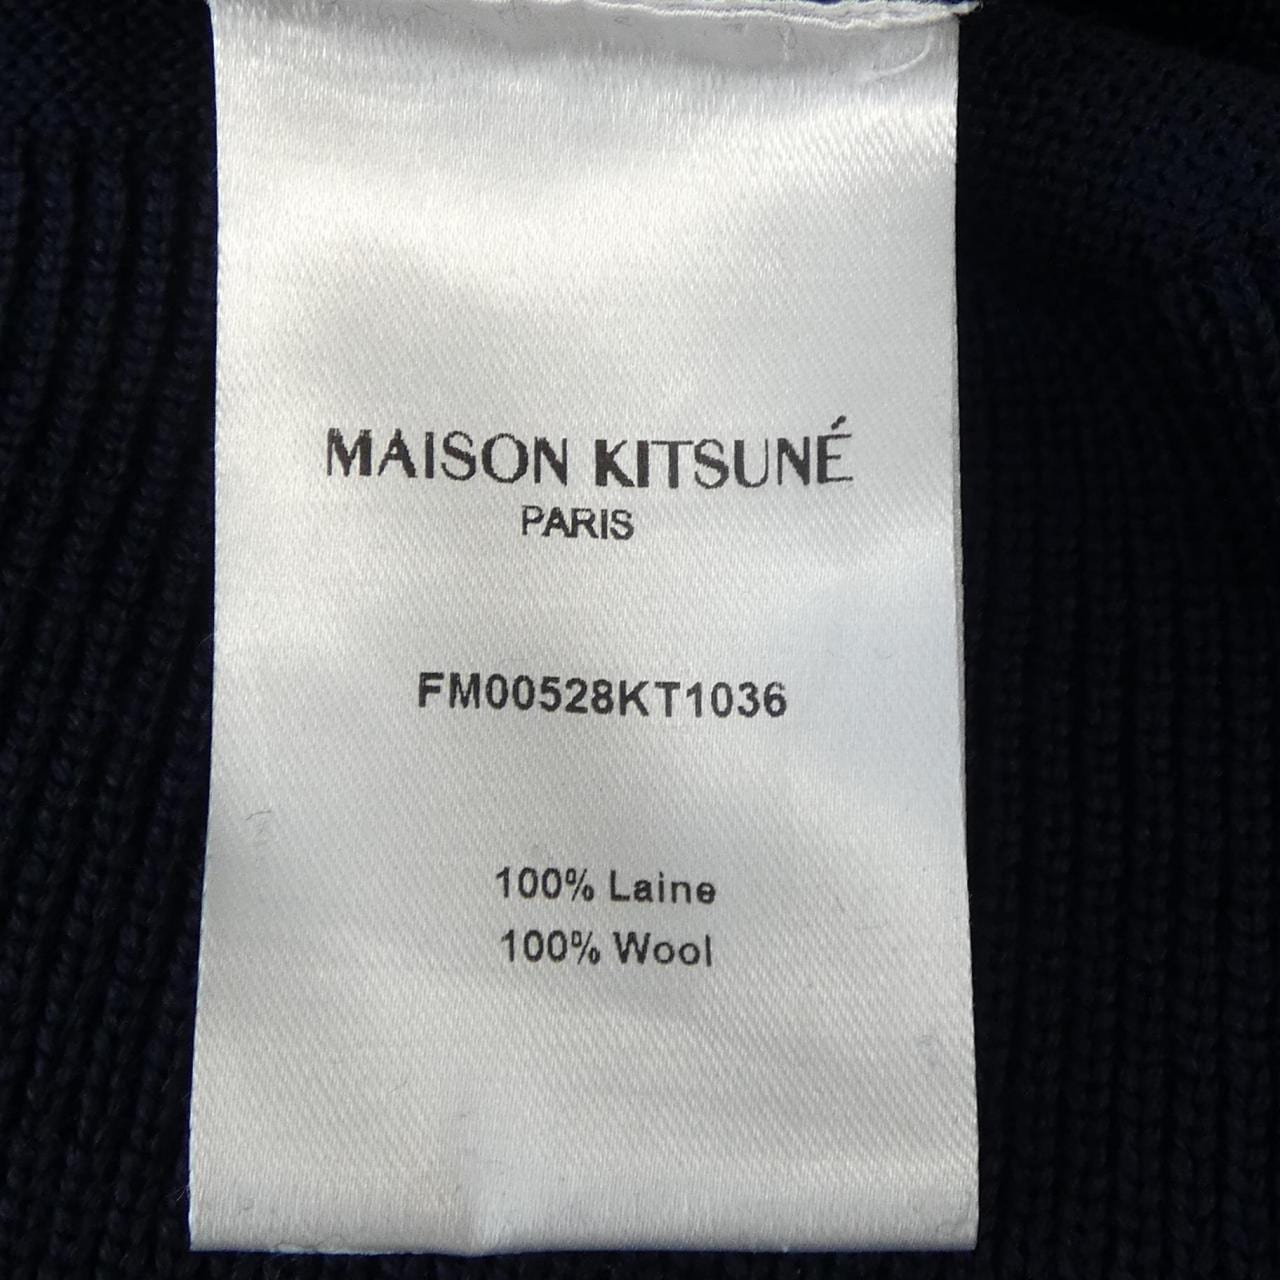 MAISON KITSUNÉ
PARIS
FM00528KT1036
100% Laine
100% Wool